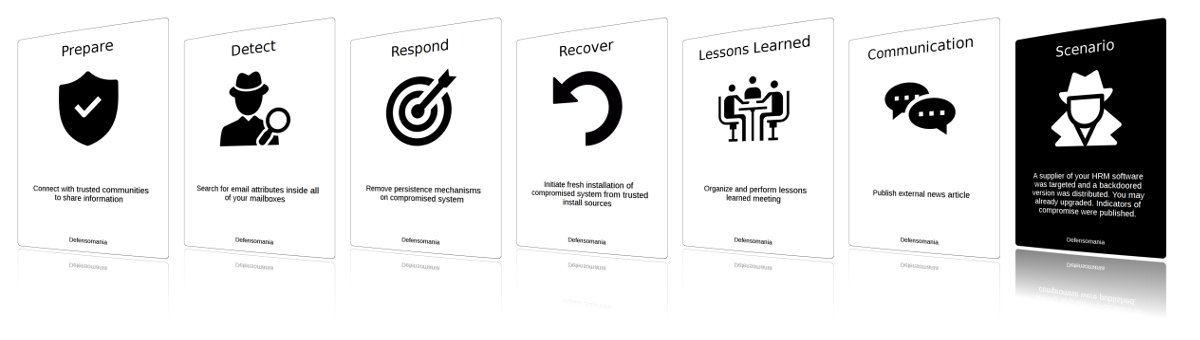 Prepare
Connect with trusted communities
to share information
Defensomania
Detect
Search for email attributes inside all
of your mailboxes
Defensomania
Respond
Remove persistence mechanisms
on compromised system
Defensomania
Recover
Initiate fresh installation of
compromised system from trusted
install sources
Defensomania
Lessons Learned
Organize and perform lessons
learned meeting
Defensomania
Communication
Publish external news article
Defensomania
Scenario
A supplier of your HRM software
was targeted and a backdoored
version was distributed. You may
already upgraded. Indicators of
compromise were published.
Defensomania